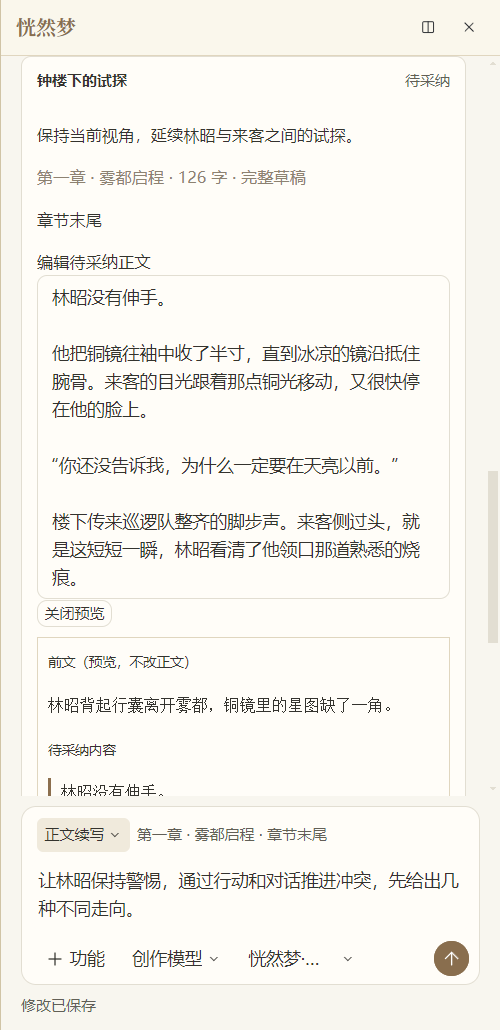 恍然梦
钟楼下的试探 待采纳
保持当前视角，延续林昭与来客之间的试探。
第一章 · 雾都启程 · 126 字 · 完整草稿
章节末尾
编辑待采纳正文
林昭没有伸手。
他把铜镜往袖中收了半寸，直到冰凉的镜沿抵住
腕骨。来客的目光跟着那点铜光移动，又很快停
在他的脸上。
“你还没告诉我，为什么一定要在天亮以前。”
楼下传来巡逻队整齐的脚步声。来客侧过头，就
是这短短一瞬，林昭看清了他领口那道熟悉的烧
痕。
关闭预览
前文（预览，不改正文）
林昭背起行囊离开雾都，铜镜里的星图缺了一角。
待采纳内容
林昭没有伸手。
正文续写 第一章 · 雾都启程 · 章节末尾
让林昭保持警惕，通过行动和对话推进冲突，先给出几
种不同走向。
功能 创作模型 恍然梦·...
修改已保存